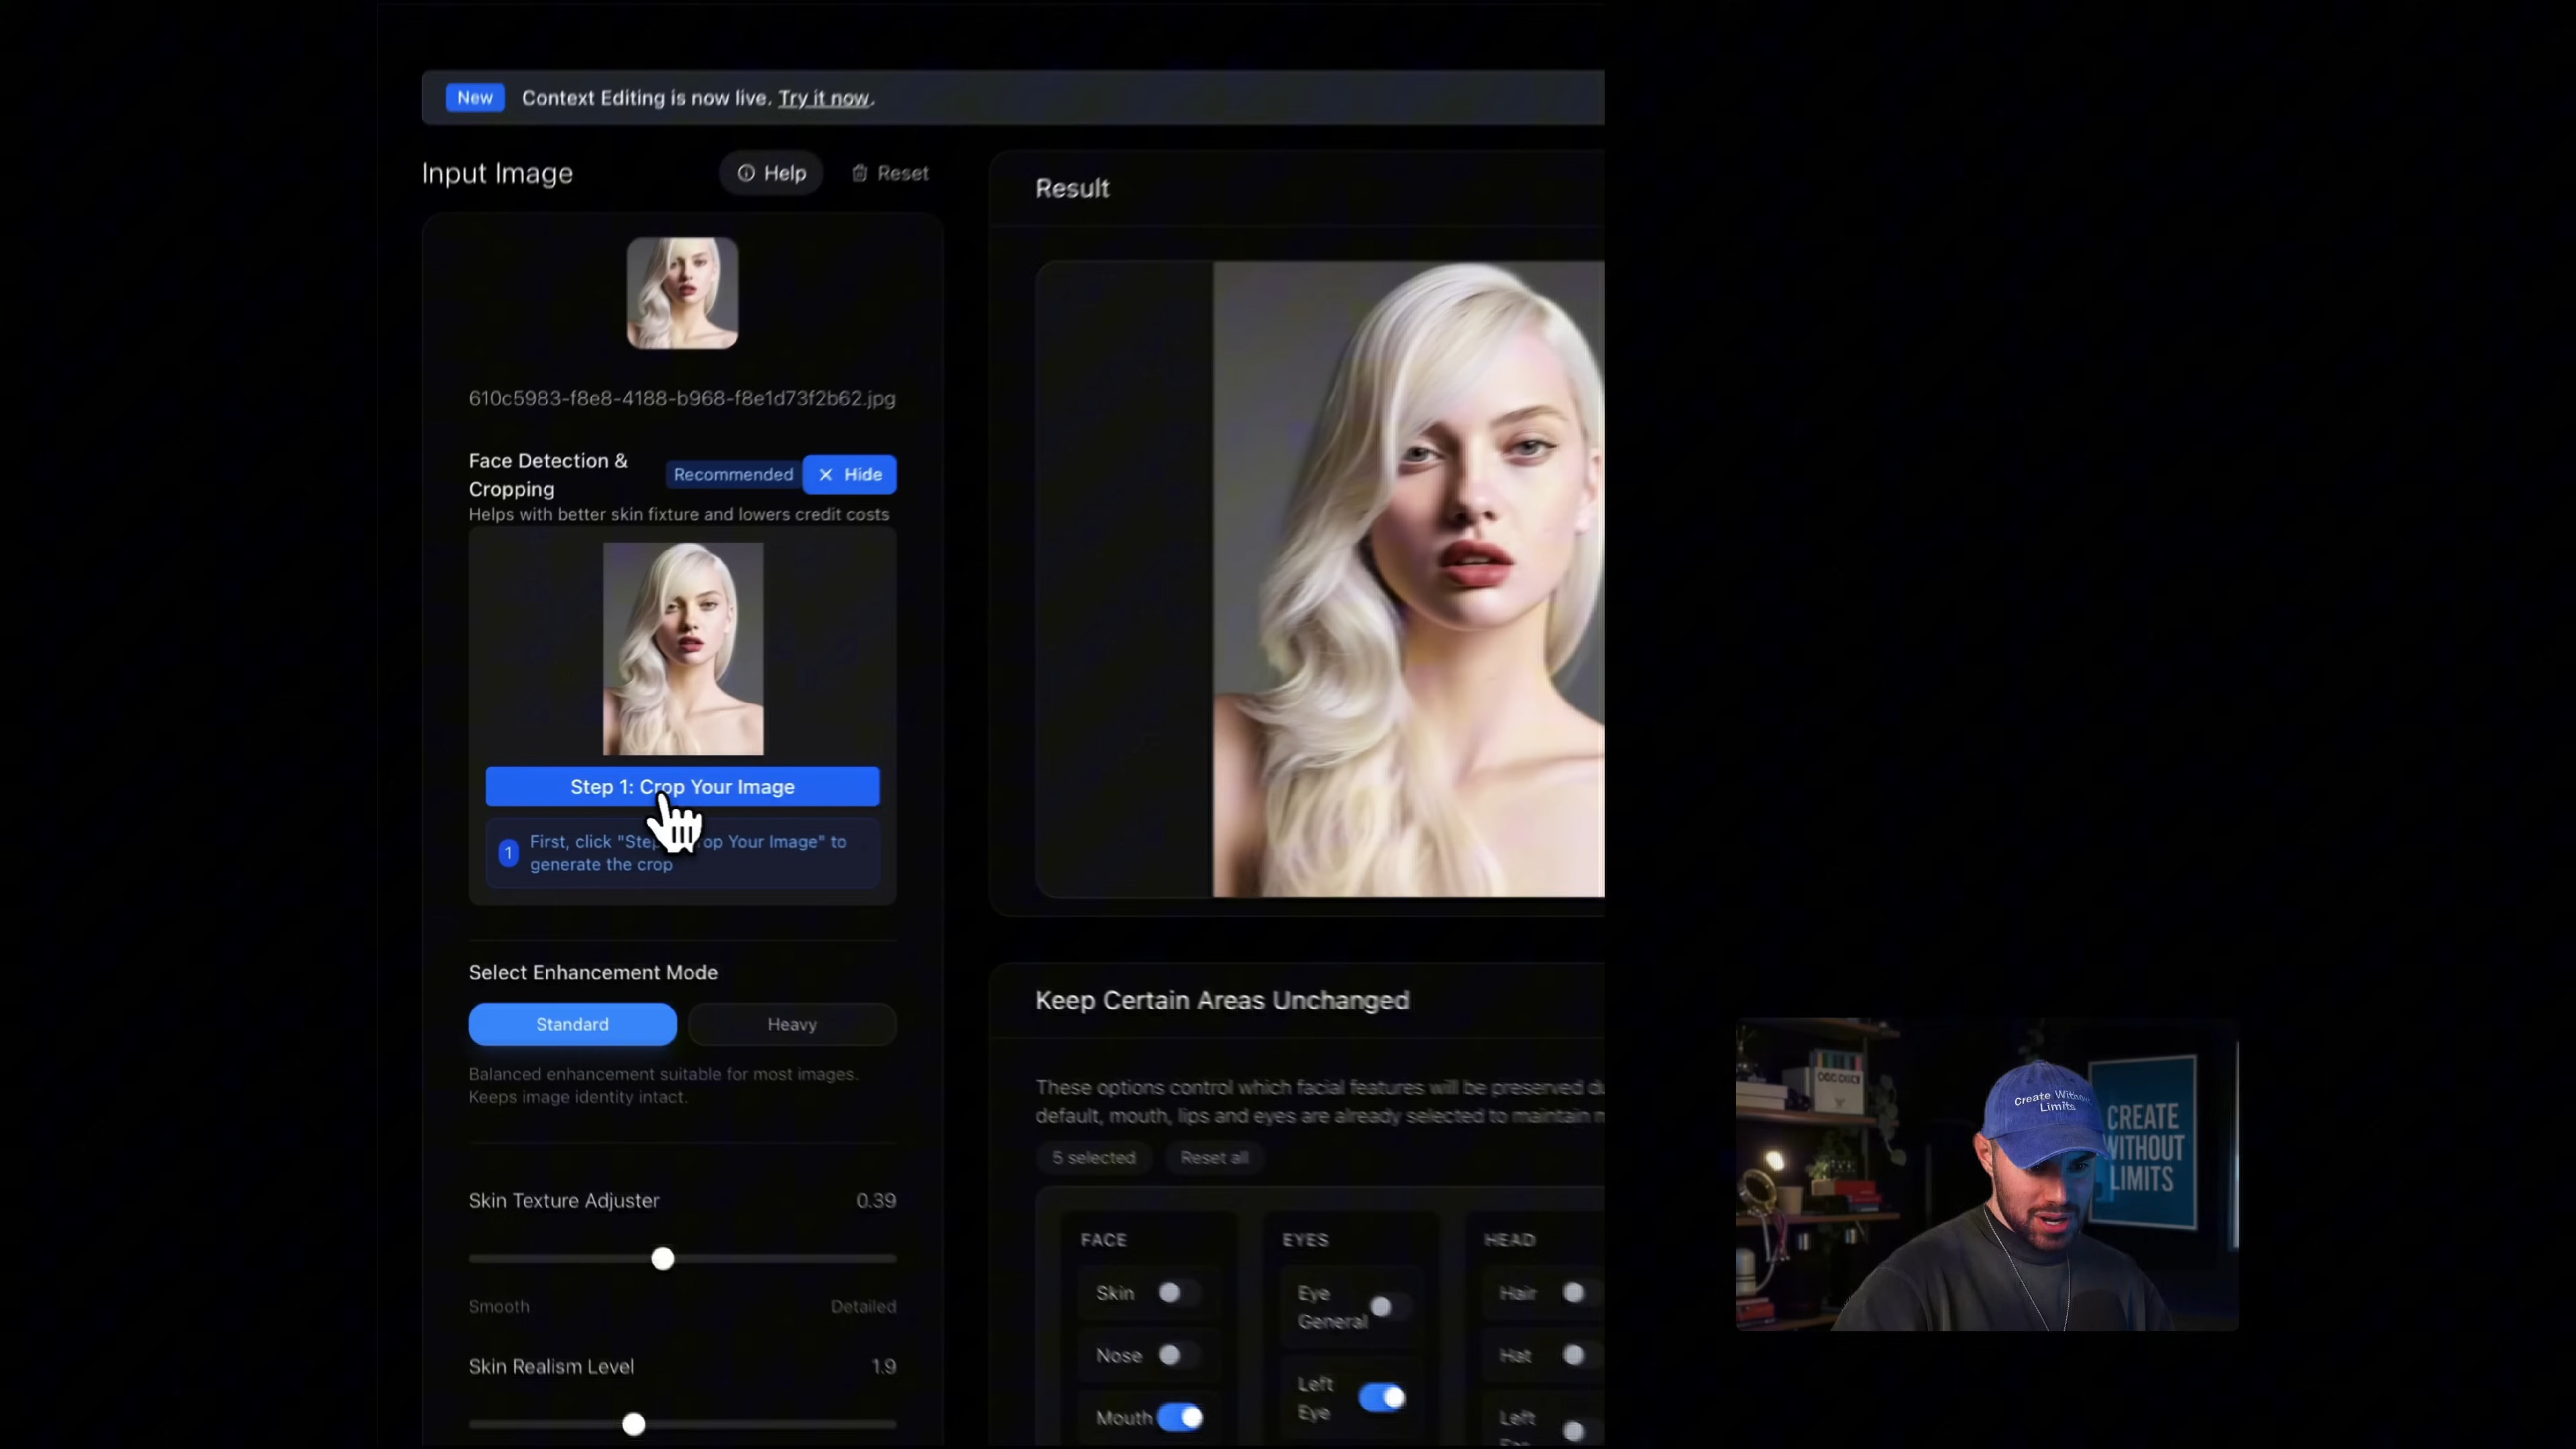 New Context Editing is now live. Try it now.
Input Image
Help
Reset
610c5983-f8e8-4188-b968-f8e1d73f2b62.jpg
Face Detection &
Cropping
Recommended
Hide
Helps with better skin fixture and lowers credit costs
Step 1: Crop Your Image
1
First, click "Step rop Your Image" to
generate the crop
Select Enhancement Mode
Standard
Heavy
Balanced enhancement suitable for most images.
Keeps image identity intact.
Skin Texture Adjuster 0.39
Smooth Detailed
Skin Realism Level 1.9
Result
Keep Certain Areas Unchanged
These options control which facial features will be preserved
default, mouth, lips and eyes are already selected to maintain
5 selected
Reset all
FACE
Skin
Nose
Mouth
EYES
Eye
General
Left
Eye
HEAD
Hair
Hat
Left
Create Without
Limits
CREATE
WITHOUT
LIMITS